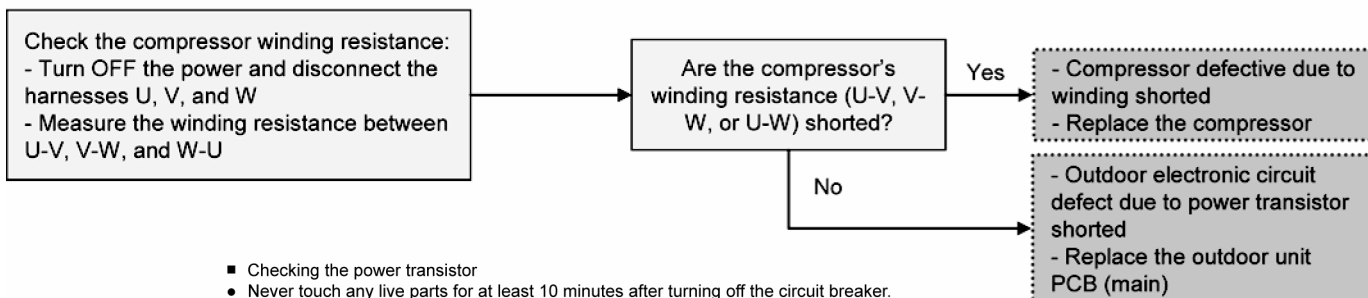 Check the compressor winding resistance:
- Turn OFF the power and disconnect the
harnesses U, V, and W
- Measure the winding resistance between
U-V, V-W, and W-U
Are the compressor's
winding resistance (U-V, V-
W, or U-W) shorted?
Yes
- Compressor defective due to
winding shorted
- Replace the compressor
No
- Outdoor electronic circuit
defect due to power transistor
shorted
- Replace the outdoor unit
PCB (main)
■ Checking the power transistor
● Never touch any live parts for at least 10 minutes after turning off the circuit breaker.